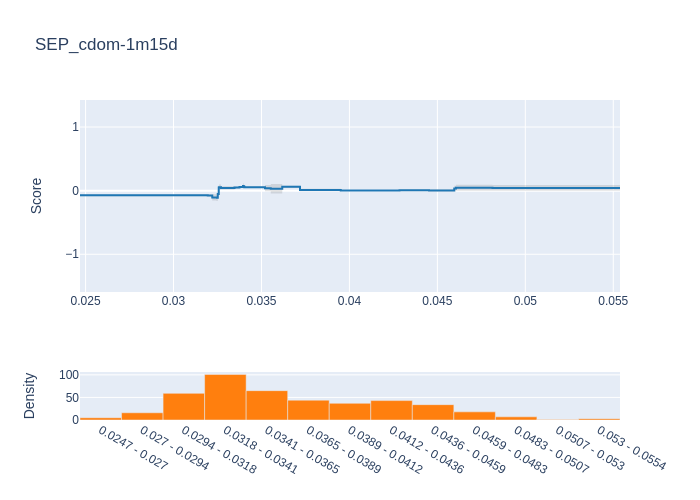 SEP_cdom-1m15d
Score
1
0
−1
0.025
0.03
0.035
0.04
0.045
0.05
0.055
Density
100
50
0
0.0247 - 0.027
0.027 - 0.0294
0.0294 - 0.0318
0.0318 - 0.0341
0.0341 - 0.0365
0.0365 - 0.0389
0.0389 - 0.0412
0.0412 - 0.0436
0.0436 - 0.0459
0.0459 - 0.0483
0.0483 - 0.0507
0.0507 - 0.053
0.053 - 0.0554